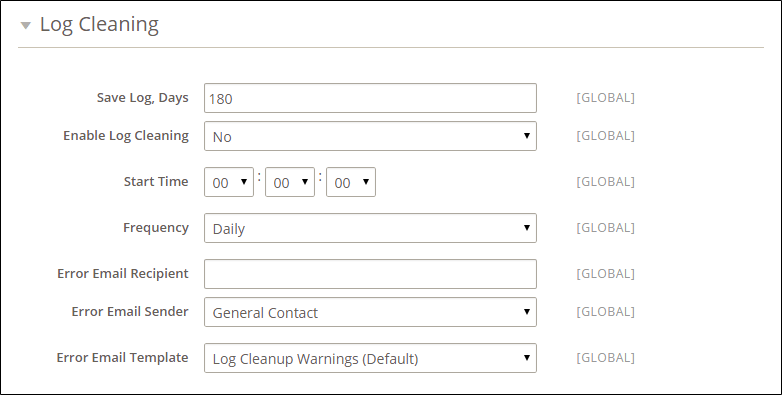 Log Cleaning
Save Log, Days 180 [GLOBAL]
Enable Log Cleaning No [GLOBAL]
Start Time 00 : 00 : 00 [GLOBAL]
Frequency Daily [GLOBAL]
Error Email Recipient [GLOBAL]
Error Email Sender General Contact [GLOBAL]
Error Email Template Log Cleanup Warnings (Default) [GLOBAL]